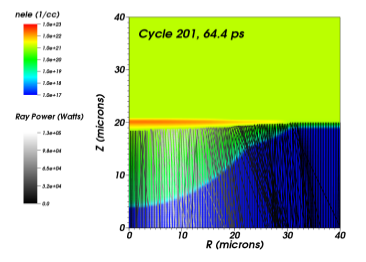 nele (1/cc)
1.0e+23
1.0e+22
1.0e+21
1.0e+20
1.0e+19
1.0e+18
1.0e+17
Ray Power (Watts)
1.3e+05
9.8e+04
6.5e+04
3.2e+04
0.0
Cycle 201, 64.4 ps
40
30
20
10
0
Z (microns)
0 10 20 30 40
R (microns)